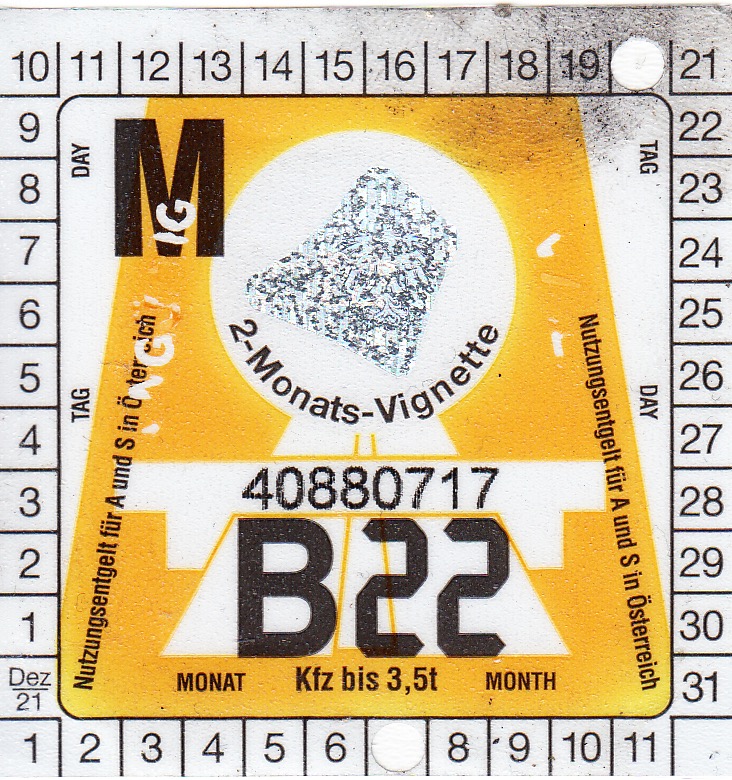 10 11 12 13 14 15 16 17 18 19 21
9 22
8 23
7 24
6 25
5 26
4 27
3 28
2 29
1 30
Dez
21
31
1 2 3 4 5 6 8 9 10 11
DAY
TAG
M
TAG
DAY
2-Monats-Vignette
Nutzungsentgelt für A und S in Österreich
Nutzungsentgelt für A und S in Österreich
40880717
B22
MONAT Kfz bis 3,5t MONTH